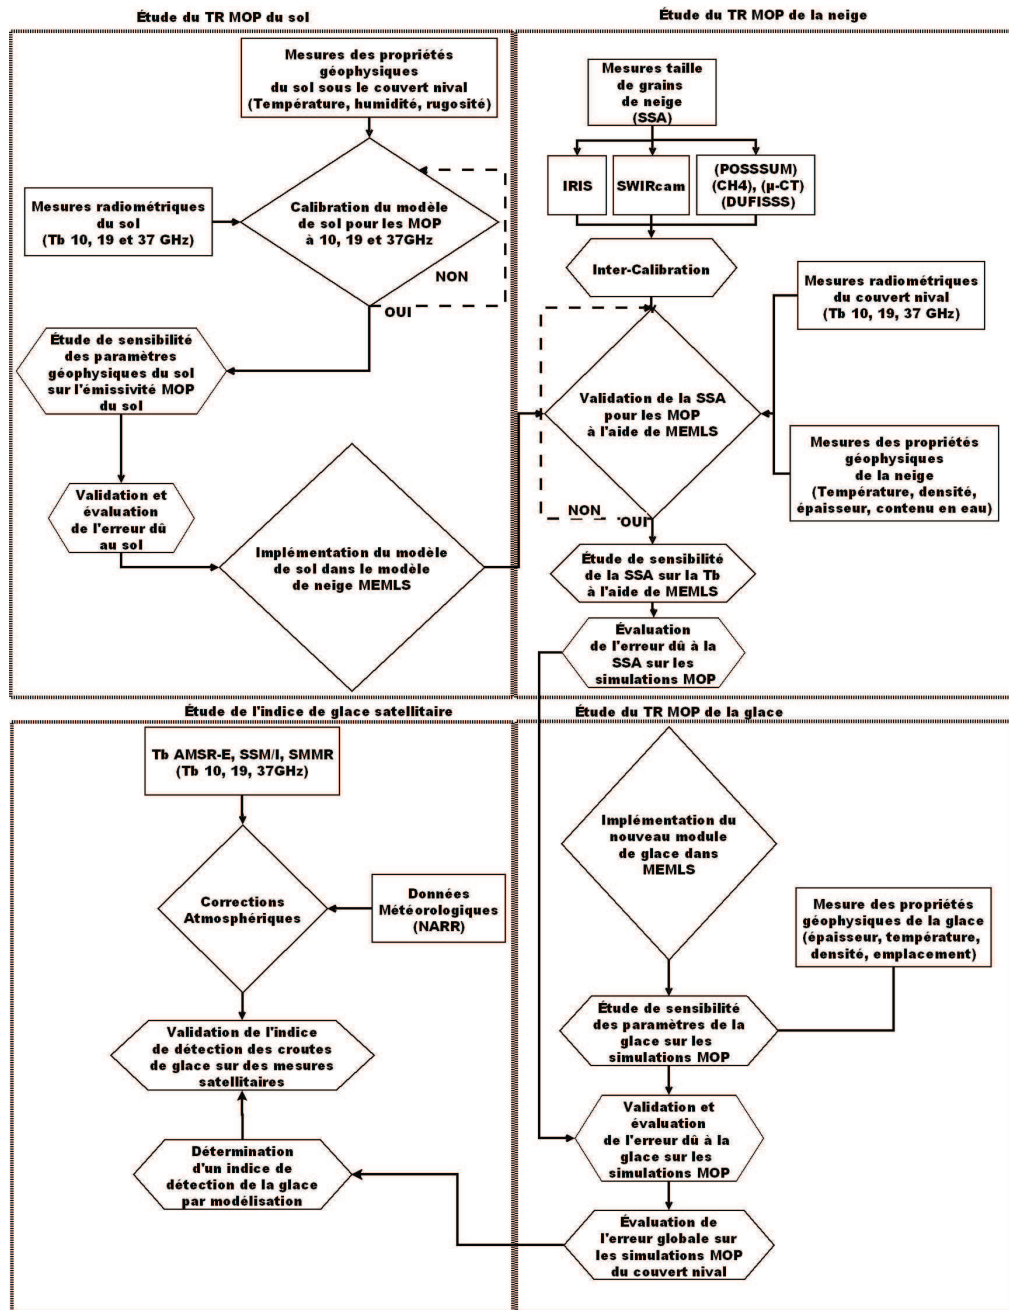 Étude du TR MOP du sol
Mesures des propriétés
géophysiques
du sol sous le couvert nival
(Température, humidité, rugosité)
Mesures radiométriques
du sol
(Tb 10, 19 et 37 GHz)
Calibration du modèle
de sol pour les MOP
à 10, 19 et 37GHz
NON
OUI
Étude de sensibilité
des paramètres
géophysiques du sol
sur l'émissivité MOP
du sol
Validation et
évaluation
de l'erreur dû
au sol
Implémentation du modèle
de sol dans le modèle
de neige MEMLS
Étude du TR MOP de la neige
Mesures taille
de grains
de neige
(SSA)
IRIS
SWIRcam
(POSSSUM)
(CH4), (µ-CT)
(DUFISSS)
Inter-Calibration
Mesures radiométriques
du couvert nival
(Tb 10, 19, 37 GHz)
Validation de la SSA
pour les MOP
à l'aide de MEMLS
Mesures des propriétés
géophysiques
de la neige
(Température, densité,
épaisseur, contenu en eau)
NON
OUI
Étude de sensibilité
de la SSA sur la Tb
à l'aide de MEMLS
Évaluation
de l'erreur dû à la
SSA sur les
simulations MOP
Étude de l'indice de glace satellitaire
Tb AMSR-E, SSM/I, SMMR
(Tb 10, 19, 37GHz)
Corrections
Atmosphériques
Données
Météorologiques
(NARR)
Validation de l'indice
de détection des croutes
de glace sur des mesures
satellitaires
Détermination
d'un indice de
détection de la glace
par modélisation
Étude du TR MOP de la glace
Implémentation du
nouveau module
de glace dans
MEMLS
Mesure des propriétés
géophysiques de la glace
(épaisseur, température,
densité, emplacement)
Étude de sensibilité
des paramètres de la
glace sur les
simulations MOP
Validation et
évaluation
de l'erreur dû à la
glace sur les
simulations MOP
Évaluation de
l'erreur globale sur
les simulations MOP
du couvert nival